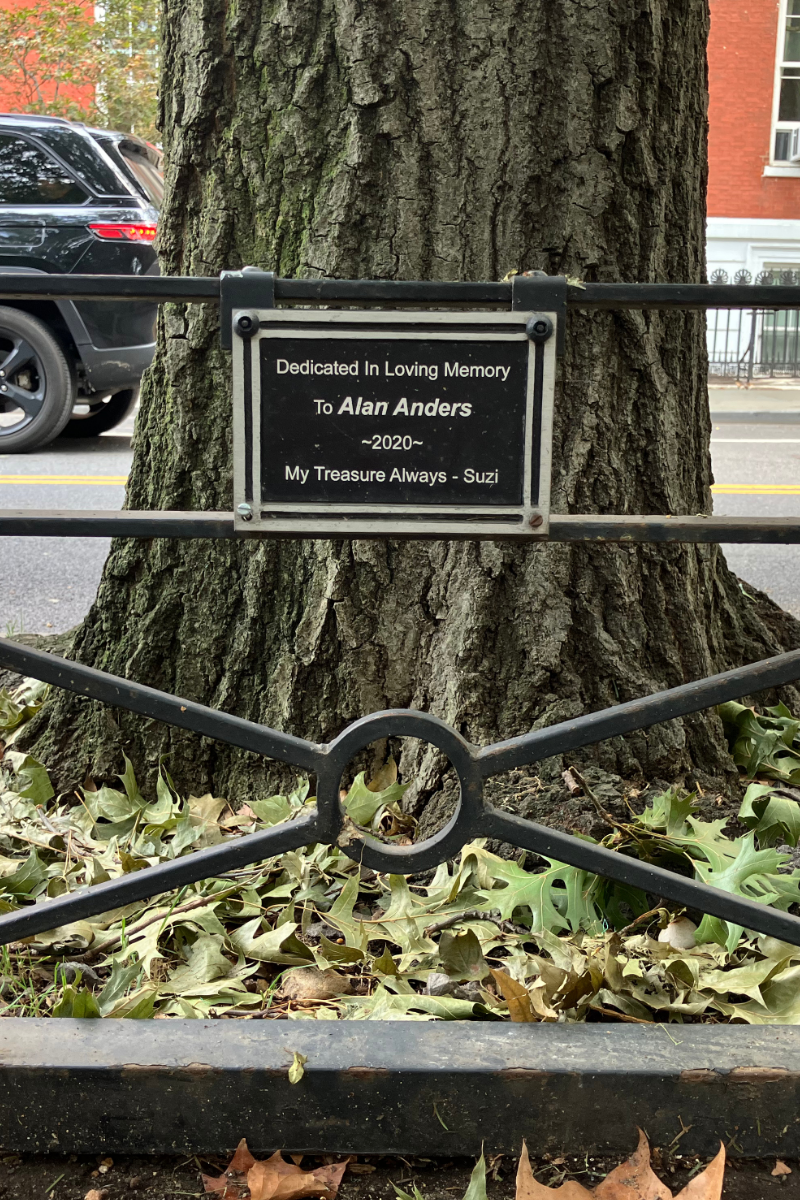 Dedicated In Loving Memory
To Alan Anders
~2020~
My Treasure Always - Suzi